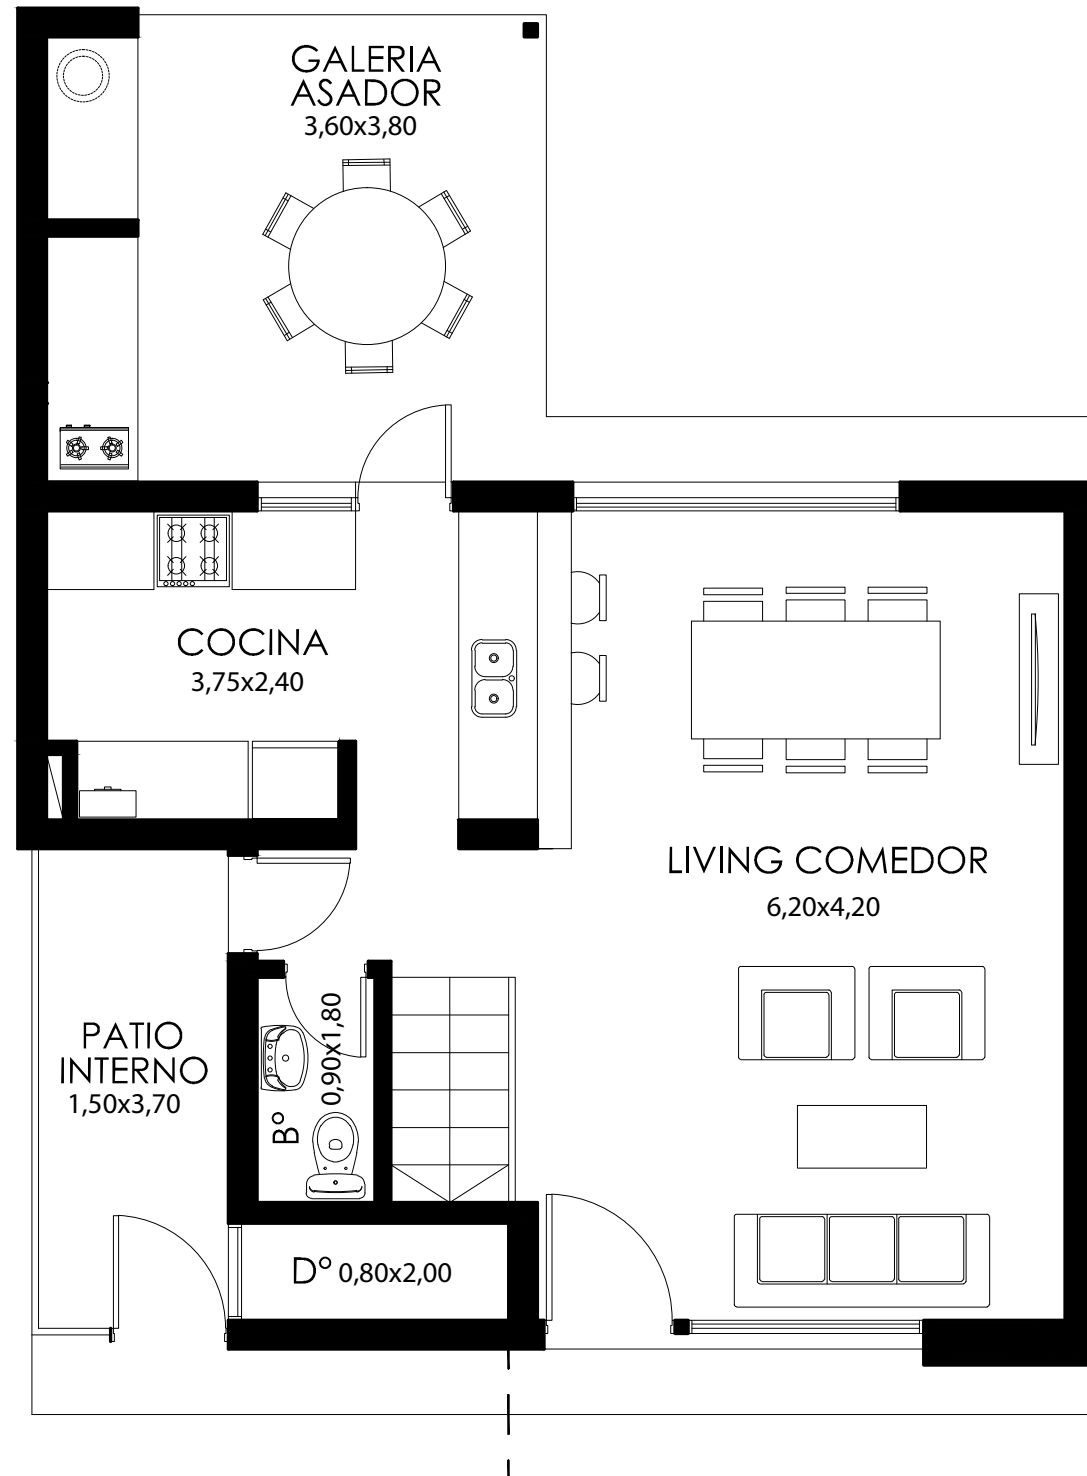 GALERIA
ASADOR
3,60x3,80
COCINA
3,75x2,40
LIVING COMEDOR
6,20x4,20
PATIO
INTERNO
1,50x3,70
B°
0,90x1,80
D° 0,80x2,00